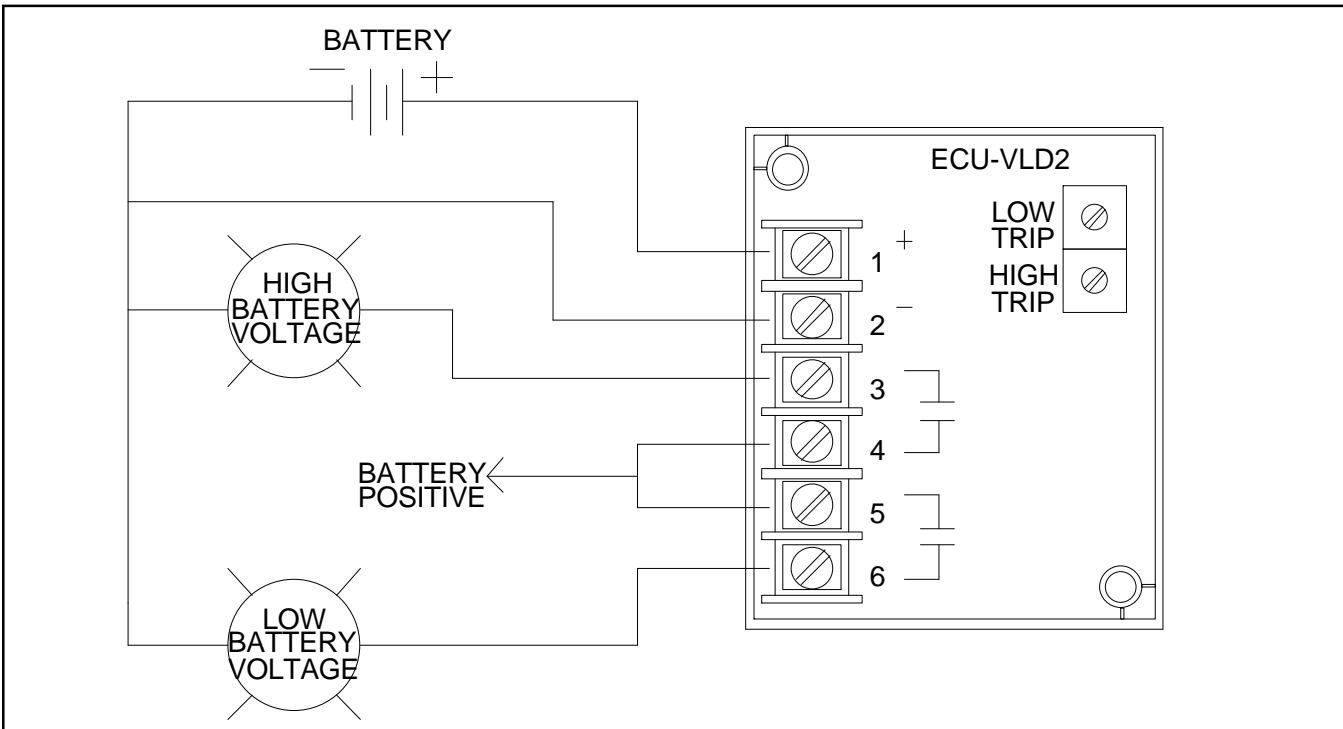 BATTERY
— +
ECU-VLD2
LOW
TRIP
HIGH
TRIP
HIGH
BATTERY
VOLTAGE
1 +
2 —
3
4
BATTERY
POSITIVE
5
6
LOW
BATTERY
VOLTAGE